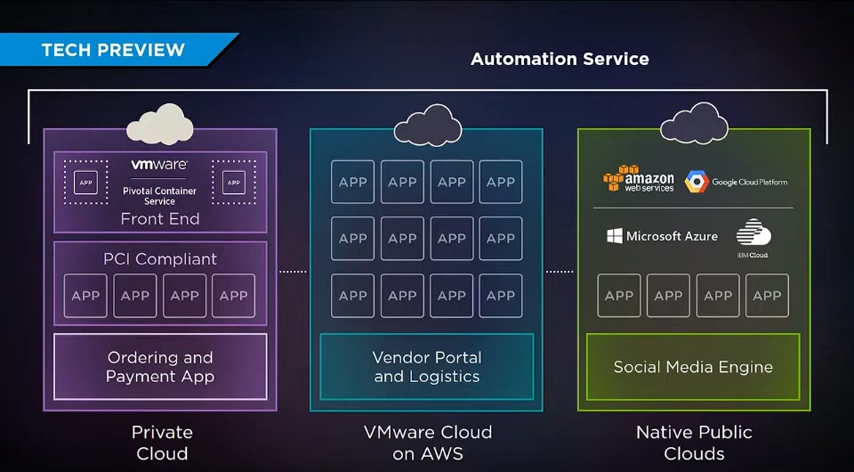 TECH PREVIEW
Automation Service
APP
vmware®
Pivotal Container
Service
APP
Front End
PCI Compliant
APP APP APP APP
Ordering and
Payment App
Private
Cloud
APP APP APP APP
APP APP APP APP
APP APP APP APP
Vendor Portal
and Logistics
VMware Cloud
on AWS
amazon
web services
Google Cloud Platform
Microsoft Azure
IBM Cloud
APP APP APP APP
Social Media Engine
Native Public
Clouds